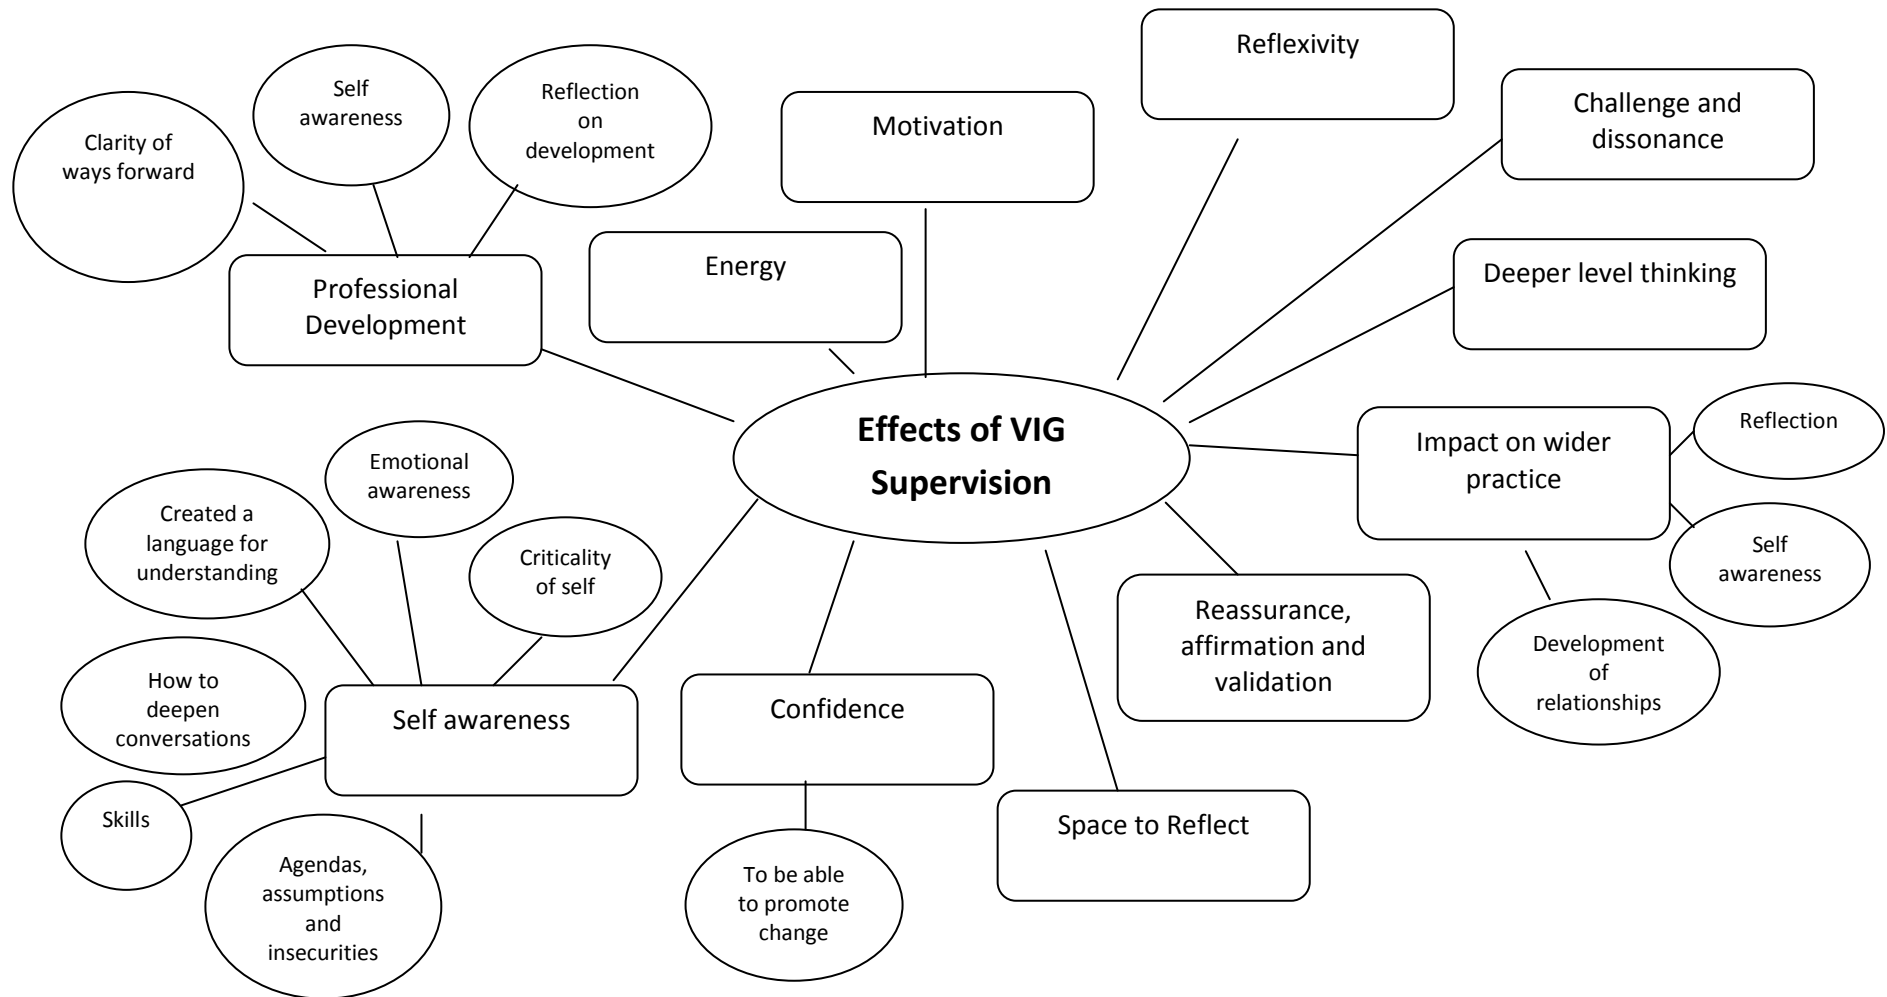 Reflexivity
Challenge and
dissonance
Motivation
Self
awareness
Reflection
on
development
Clarity of
ways forward
Energy
Deeper level thinking
Professional
Development
Effects of VIG
Supervision
Impact on wider
practice
Reflection
Self
awareness
Development
of
relationships
Emotional
awareness
Created a
language for
understanding
Criticality
of self
How to
deepen
conversations
Self awareness
Skills
Agendas,
assumptions
and
insecurities
Confidence
To be able
to promote
change
Reassurance,
affirmation and
validation
Space to Reflect